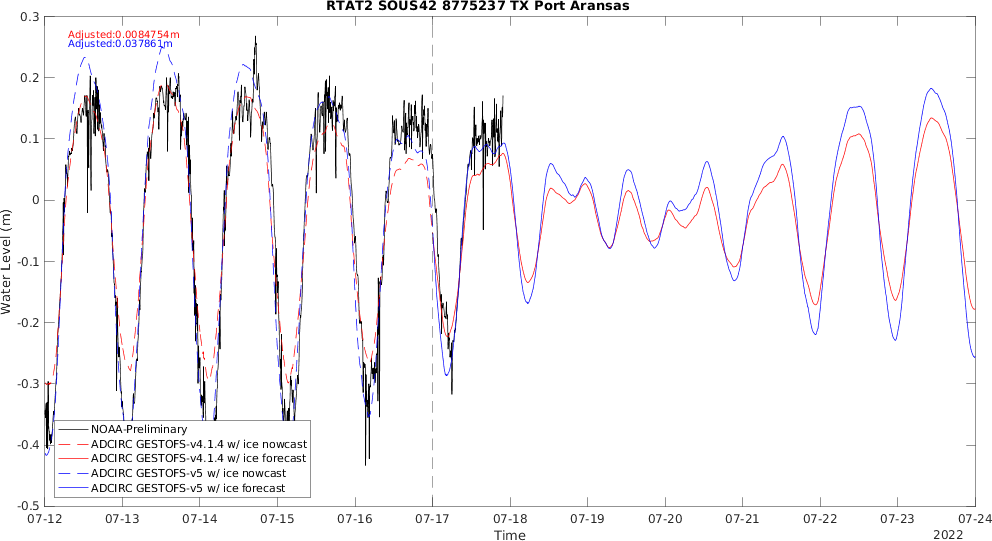 RTAT2 SOUS42 8775237 TX Port Aransas
Adjusted:0.0084754m
Adjusted:0.037861m
0.3
0.2
0.1
0
-0.1
-0.2
-0.3
-0.4
-0.5
Water Level (m)
NOAA-Preliminary
ADCIRC GESTOFS-v4.1.4 w/ ice nowcast
ADCIRC GESTOFS-v4.1.4 w/ ice forecast
ADCIRC GESTOFS-v5 w/ ice nowcast
ADCIRC GESTOFS-v5 w/ ice forecast
07-12 07-13 07-14 07-15 07-16 07-17 07-18 07-19 07-20 07-21 07-22 07-23 07-24
Time
2022